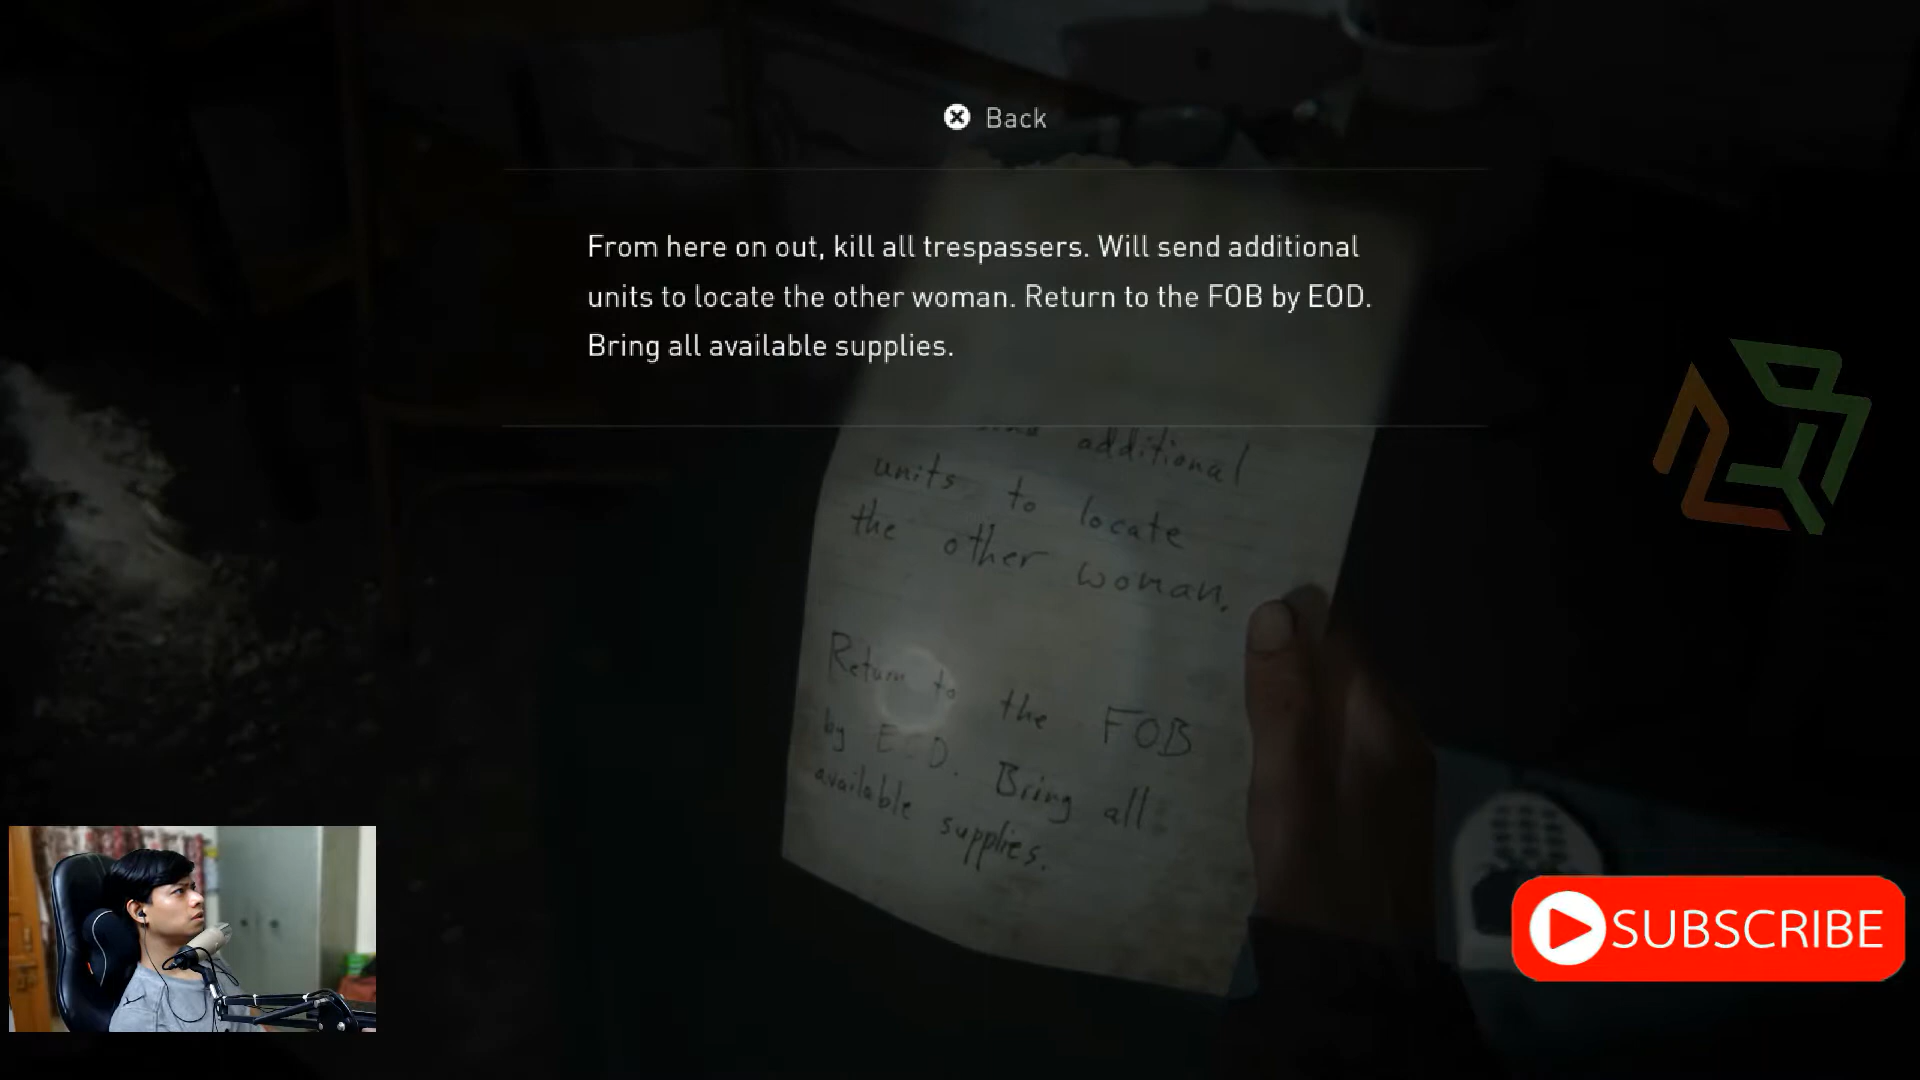 Back
From here on out, kill all trespassers. Will send additional
units to locate the other woman. Return to the FOB by EOD.
Bring all available supplies.
additional
units to locate
the other woman.
Return to the FOB
by E D. Bring all
available supplies.
SUBSCRIBE